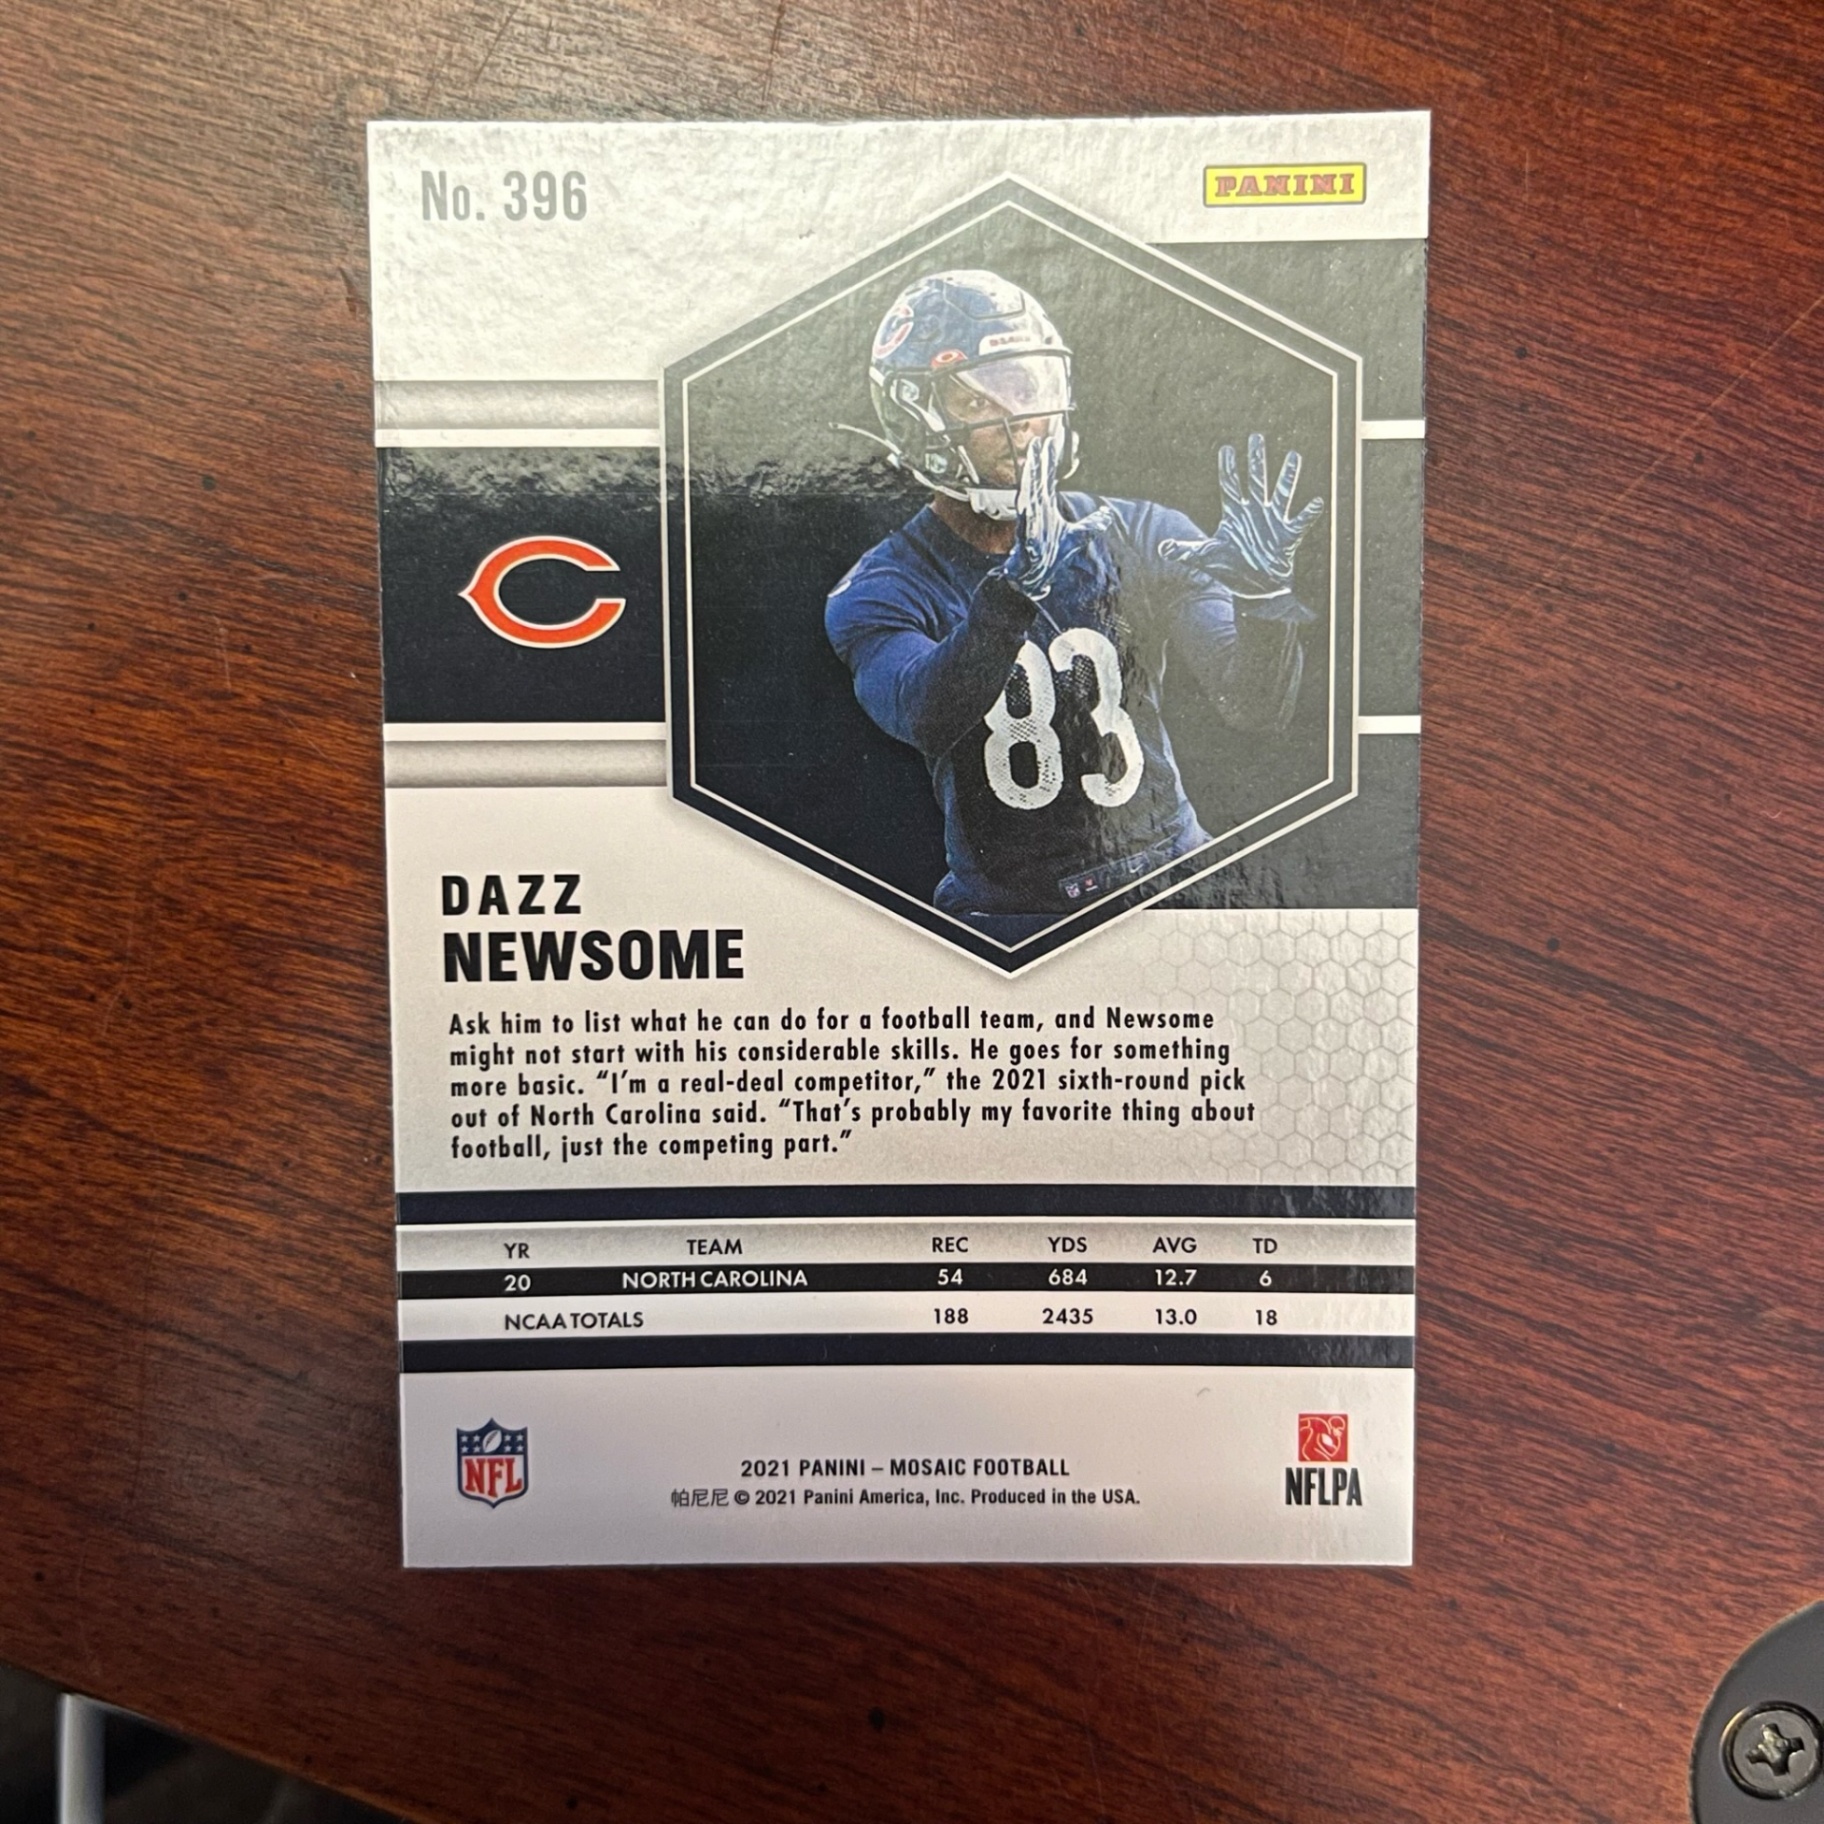 No. 396
PANINI
BEARS
83
DAZZ
NEWSOME
Ask him to list what he can do for a football team, and Newsome
might not start with his considerable skills. He goes for something
more basic. “I’m a real-deal competitor,” the 2021 sixth-round pick
out of North Carolina said. “That’s probably my favorite thing about
football, just the competing part.”
YR TEAM REC YDS AVG TD
20 NORTH CAROLINA 54 684 12.7 6
NCAA TOTALS 188 2435 13.0 18
NFL
2021 PANINI – MOSAIC FOOTBALL
帕尼尼 © 2021 Panini America, Inc. Produced in the USA.
NFLPA